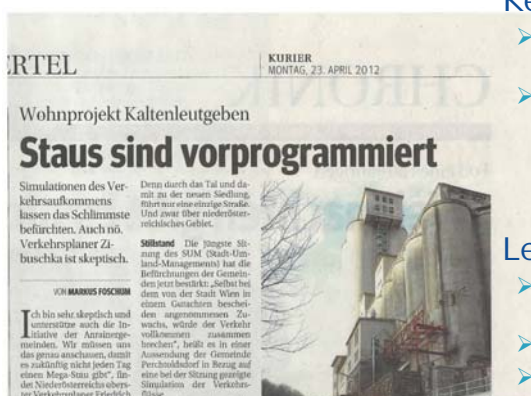 ERTEL
KURIER
MONTAG, 23. APRIL 2012
Wohnprojekt Kaltenleutgeben
Staus sind vorprogrammiert
Simulationen des Ver-
kehrsaufkommens
lassen das Schlimmste
befürchten. Auch nö.
Verkehrsplaner Zi-
buschka ist skeptisch.
VON MARKUS FOSCHUM
Ich bin sehr skeptisch und
unterstütze auch die In-
itiative der Anrainerge-
meinden. Wir müssen uns
das genau anschauen, damit
es zukünftig nicht jeden Tag
einen Mega-Stau gibt", fin-
det Niederösterreichs obers-
ter Verkehrsplaner Friedrich
Denn durch das Tal und da-
mit zu der neuen Siedlung,
führt nur eine einzige Straße.
Und zwar über niederöster-
reichisches Gebiet.
Stillstand Die jüngste Sit-
zung des SUM (Stadt-Um-
land-Managements) hat die
Befürchtungen der Gemein-
den jetzt bestärkt: „Selbst bei
dem von der Stadt Wien in
einem Gutachten beschei-
den angenommenen Zu-
wachs, würde der Verkehr
vollkommen zusammen
brechen", heißt es in einer
Aussendung der Gemeinde
Perchtoldsdorf in Bezug auf
eine bei der Sitzung gezeigte
Simulation der Verkehrs-
flüsse.
Ke
Le